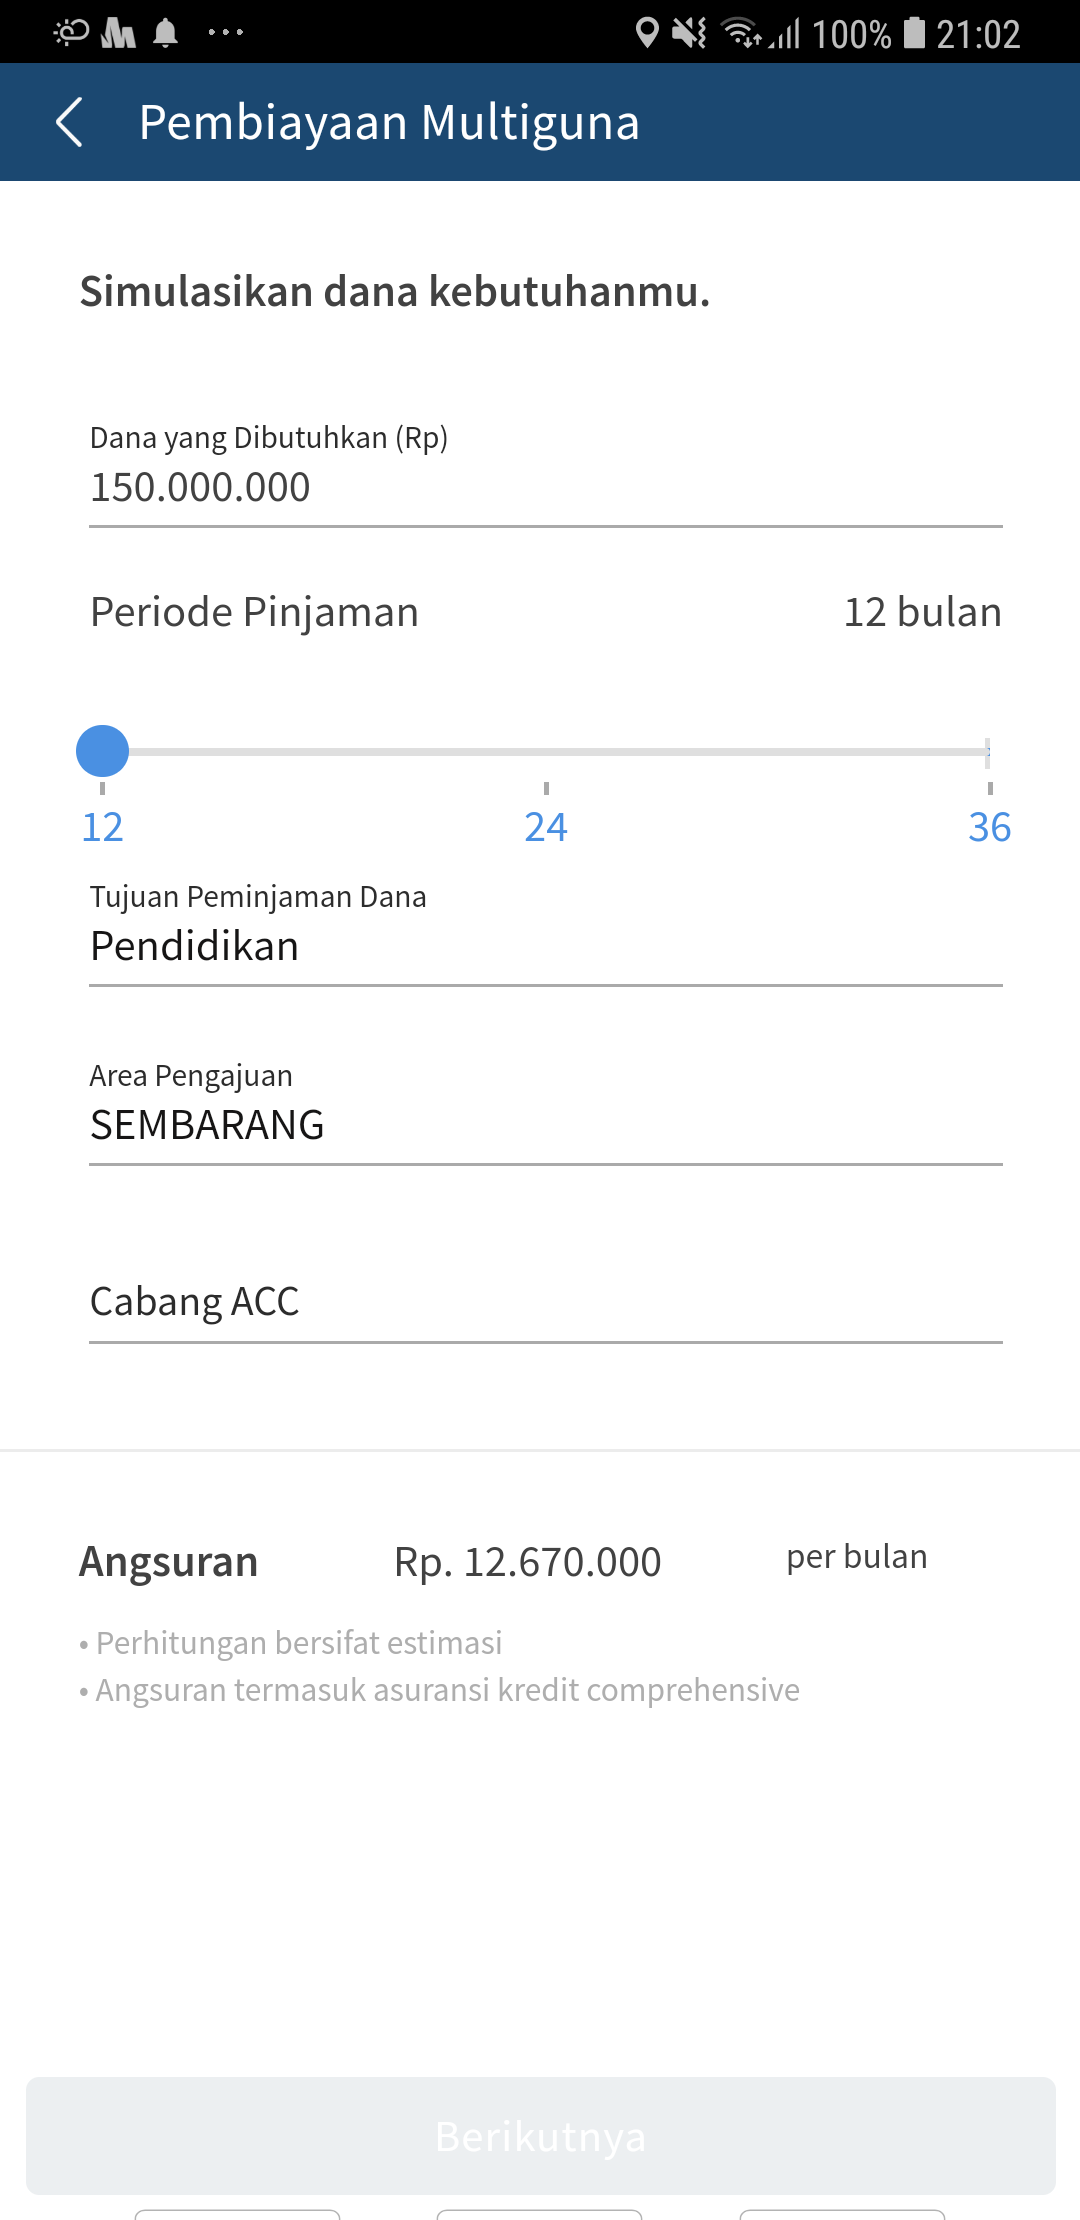 100% 21:02
Pembiayaan Multiguna
Simulasikan dana kebutuhanmu.
Dana yang Dibutuhkan (Rp)
150.000.000
Periode Pinjaman 12 bulan
12 24 36
Tujuan Peminjaman Dana
Pendidikan
Area Pengajuan
SEMBARANG
Cabang ACC
Angsuran Rp. 12.670.000 per bulan
• Perhitungan bersifat estimasi
• Angsuran termasuk asuransi kredit comprehensive
Berikutnya